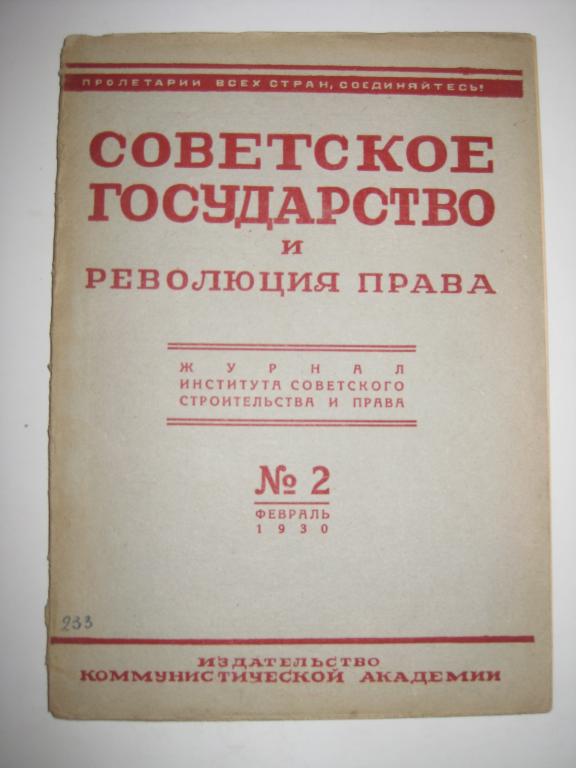 ПРОЛЕТАРИИ ВСЕХ СТРАН, СОЕДИНЯЙТЕСЬ!
СОВЕТСКОЕ
ГОСУДАРСТВО
И
РЕВОЛЮЦИЯ ПРАВА
ЖУРНАЛ
ИНСТИТУТА СОВЕТСКОГО
СТРОИТЕЛЬСТВА И ПРАВА
№ 2
ФЕВРАЛЬ
1930
233
ИЗДАТЕЛЬСТВО
КОММУНИСТИЧЕСКОЙ АКАДЕМИИ